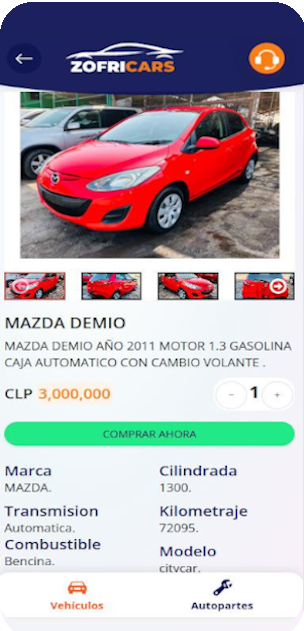 ZOFRICARS
MAZDA DEMIO
MAZDA DEMIO AÑO 2011 MOTOR 1.3 GASOLINA
CAJA AUTOMATICO CON CAMBIO VOLANTE .
CLP 3,000,000
- 1 +
COMPRAR AHORA
Marca
MAZDA.
Cilindrada
1300.
Transmision
Automatica.
Kilometraje
72095.
Combustible
Bencina.
Modelo
citycar.
Vehículos
Autopartes